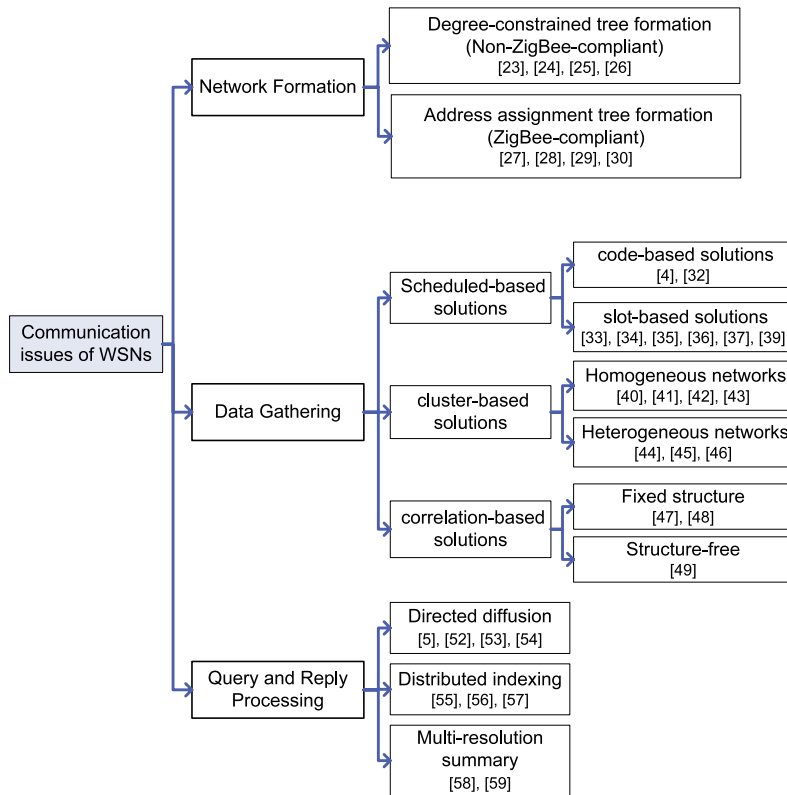 Communication
issues of WSNs
Network Formation
Degree-constrained tree formation
(Non-ZigBee-compliant)
[23], [24], [25], [26]
Address assignment tree formation
(ZigBee-compliant)
[27], [28], [29], [30]
Data Gathering
Scheduled-based
solutions
code-based solutions
[4], [32]
slot-based solutions
[33], [34], [35], [36], [37], [39]
cluster-based
solutions
Homogeneous networks
[40], [41], [42], [43]
Heterogeneous networks
[44], [45], [46]
correlation-based
solutions
Fixed structure
[47], [48]
Structure-free
[49]
Query and Reply
Processing
Directed diffusion
[5], [52], [53], [54]
Distributed indexing
[55], [56], [57]
Multi-resolution
summary
[58], [59]